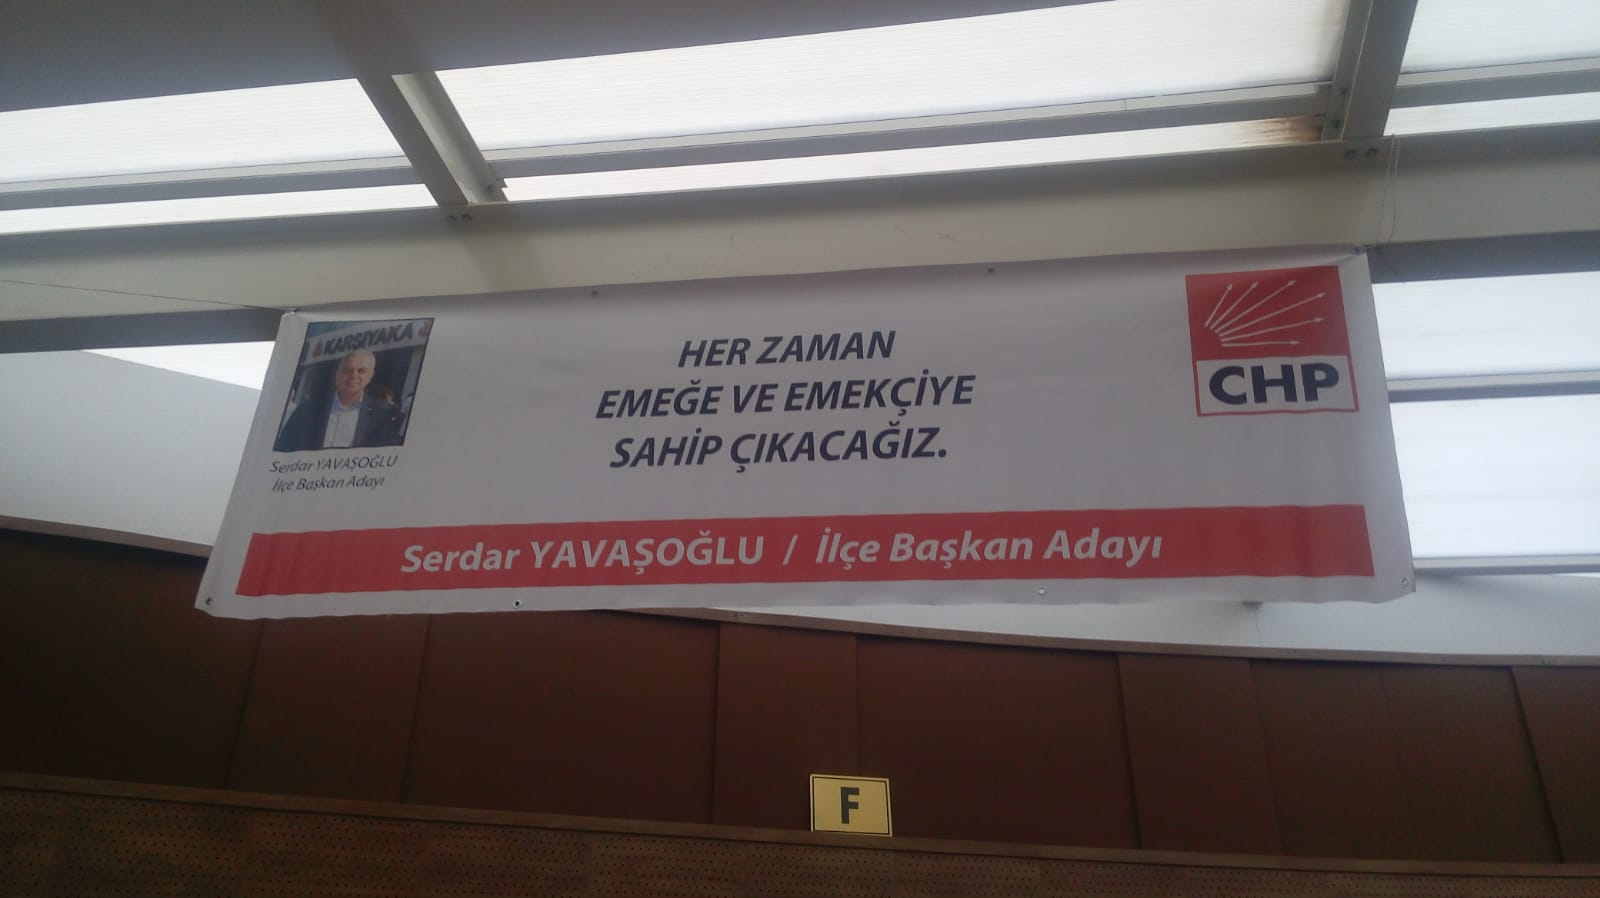 KARŞIYAKA
Serdar YAVAŞOĞLU
İlçe Başkan Adayı
HER ZAMAN
EMEĞE VE EMEKÇİYE
SAHİP ÇIKACAĞIZ.
CHP
Serdar YAVAŞOĞLU / İlçe Başkan Adayı
F